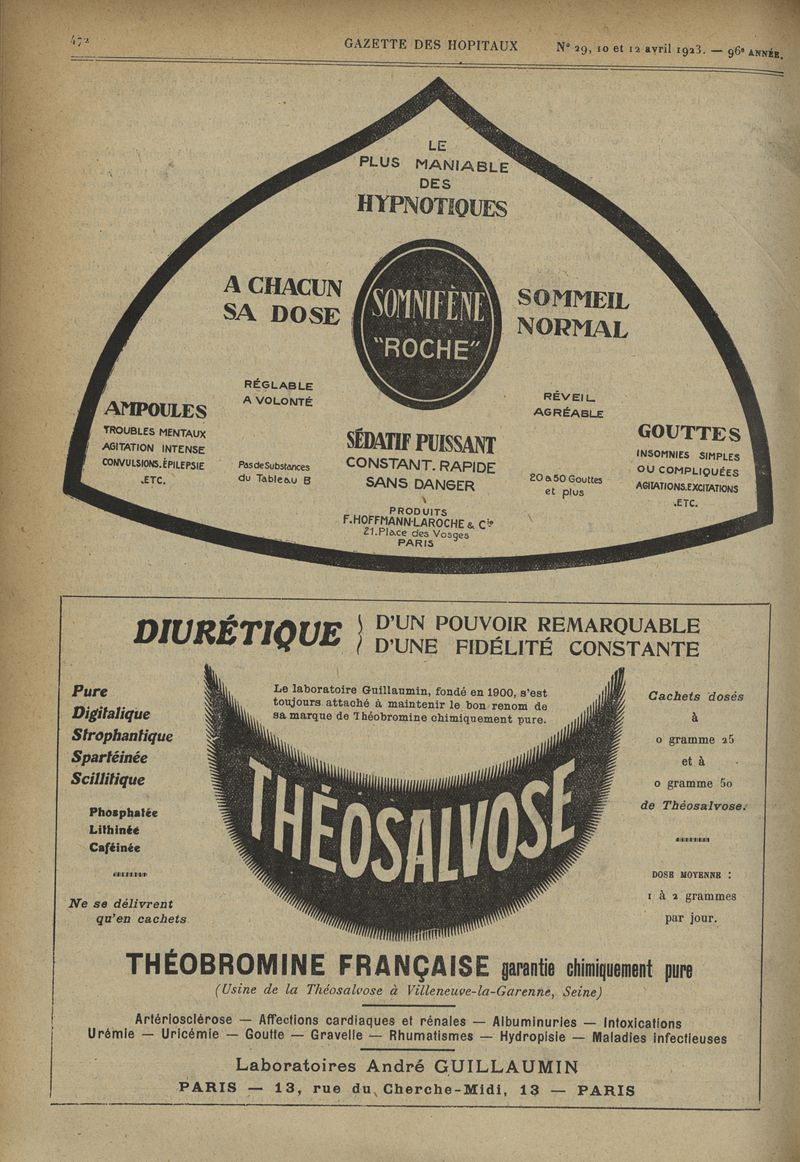 472
GAZETTE DES HOPITAUX
N° 29, 10 et 12 avril 1923. — 96e ANNÉE.
LE
PLUS MANIABLE
DES
HYPNOTIQUES
A CHACUN
SA DOSE
SOMNIFÈNE
"ROCHE"
SOMMEIL
NORMAL
RÉGLABLE
A VOLONTÉ
RÉVEIL
AGRÉABLE
AMPOULES
TROUBLES MENTAUX
AGITATION INTENSE
CONVULSIONS.ÉPILEPSIE
.ETC.
Pas de Substances
du Tableau B
SÉDATIF PUISSANT
CONSTANT. RAPIDE
SANS DANGER
20 a 50 Gouttes
et plus
GOUTTES
INSOMNIES SIMPLES
OU COMPLIQUÉES
AGITATIONS.EXCITATIONS
.ETC.
PRODUITS
F.HOFFMANN-LAROCHE & Cie
21.Place des Vosges
PARIS
DIURÉTIQUE
D'UN POUVOIR REMARQUABLE
D'UNE FIDÉLITÉ CONSTANTE
Pure
Digitalique
Strophantique
Spartéinée
Scillitique
Phosphatée
Lithinée
Caféinée
Ne se délivrent
qu'en cachets
Le laboratoire Guillaumin, fondé en 1900, s'est
toujours attaché à maintenir le bon renom de
sa marque de Théobromine chimiquement pure.
THÉOSALVOSE
Cachets dosés
à
0 gramme 25
et à
0 gramme 50
de Théosalvose.
DOSE MOYENNE :
1 à 2 grammes
par jour.
THÉOBROMINE FRANÇAISE garantie chimiquement pure
(Usine de la Théosalvose à Villeneuve-la-Garenne, Seine)
Artériosclérose — Affections cardiaques et rénales — Albuminuries — Intoxications
Urémie — Uricémie — Goutte — Gravelle — Rhumatismes — Hydropisie — Maladies infectieuses
Laboratoires André GUILLAUMIN
PARIS — 13, rue du Cherche-Midi, 13 — PARIS